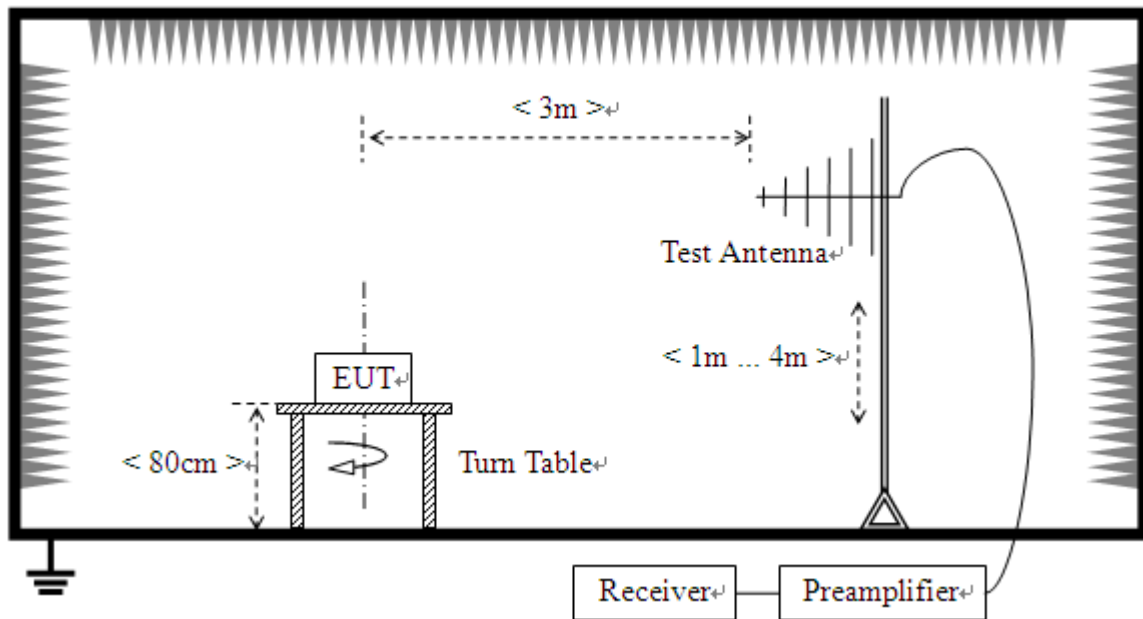 < 3m >↵
Test Antenna↵
< 1m ... 4m >↵
EUT↵
< 80cm >↵
Turn Table↵
Receiver↵
Preamplifier↵